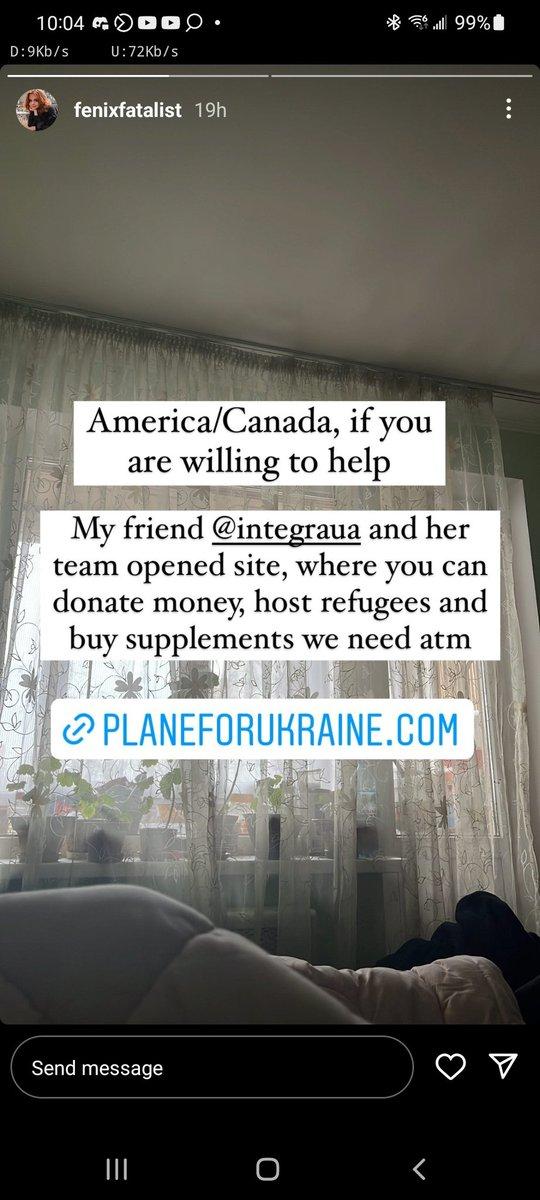 10:04
99%
D:9Kb/s U:72Kb/s
fenixfatalist 19h
America/Canada, if you
are willing to help
My friend @integraua and her
team opened site, where you can
donate money, host refugees and
buy supplements we need atm
PLANEFORUKRAINE.COM
Send message